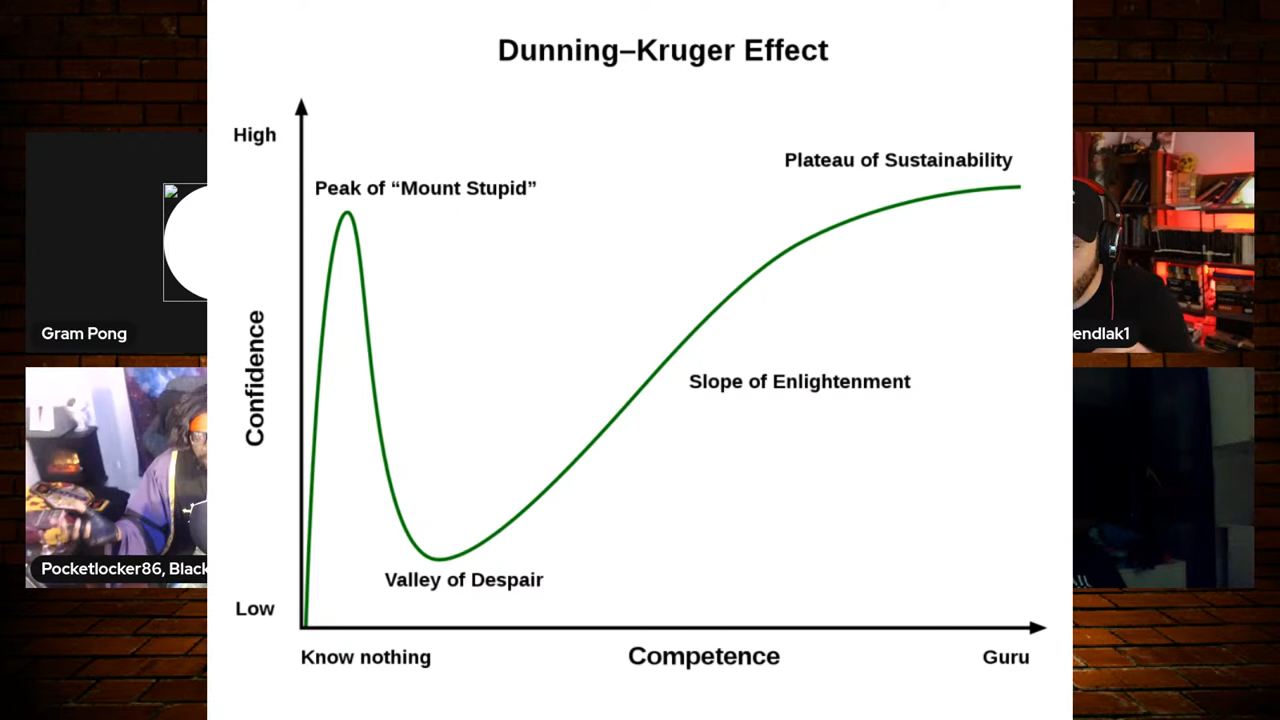 Dunning–Kruger Effect
High
Plateau of Sustainability
Peak of “Mount Stupid”
Gram Pong
endlak1
Confidence
Slope of Enlightenment
Pocketlocker86, Black
Valley of Despair
Low
Know nothing
Competence
Guru